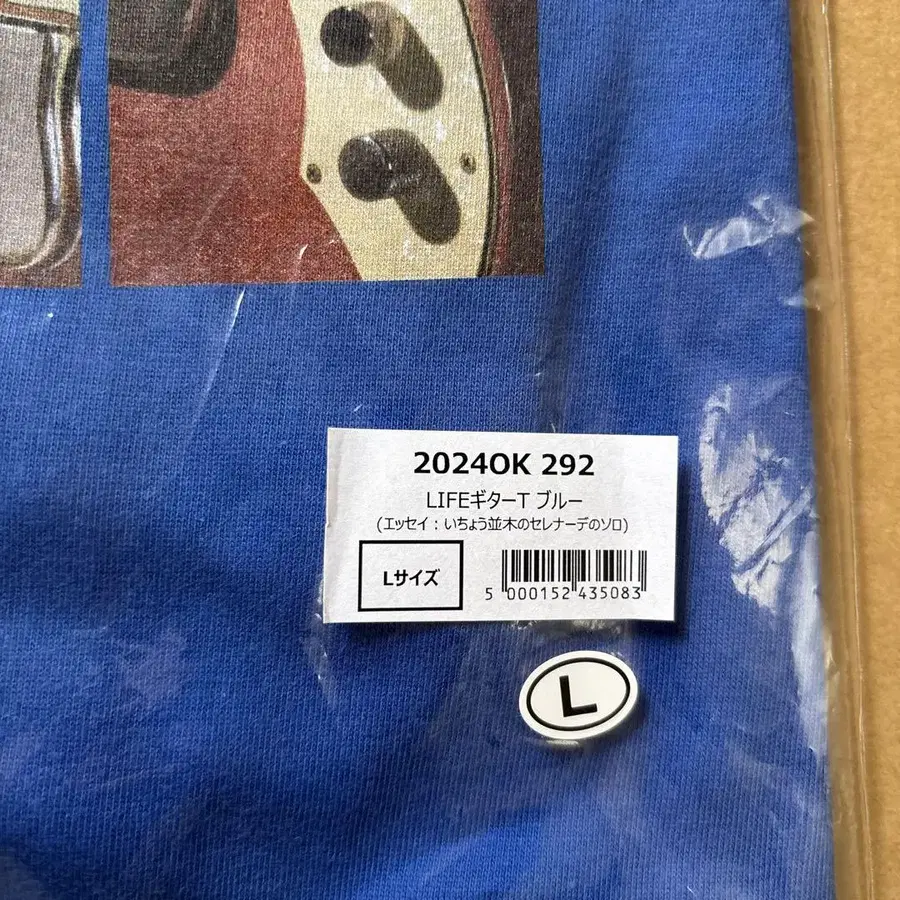 2024OK 292
LIFEギターT ブルー
(エッセイ：いちょう並木のセレナーデのソロ)
Lサイズ
5 000152 435083
L